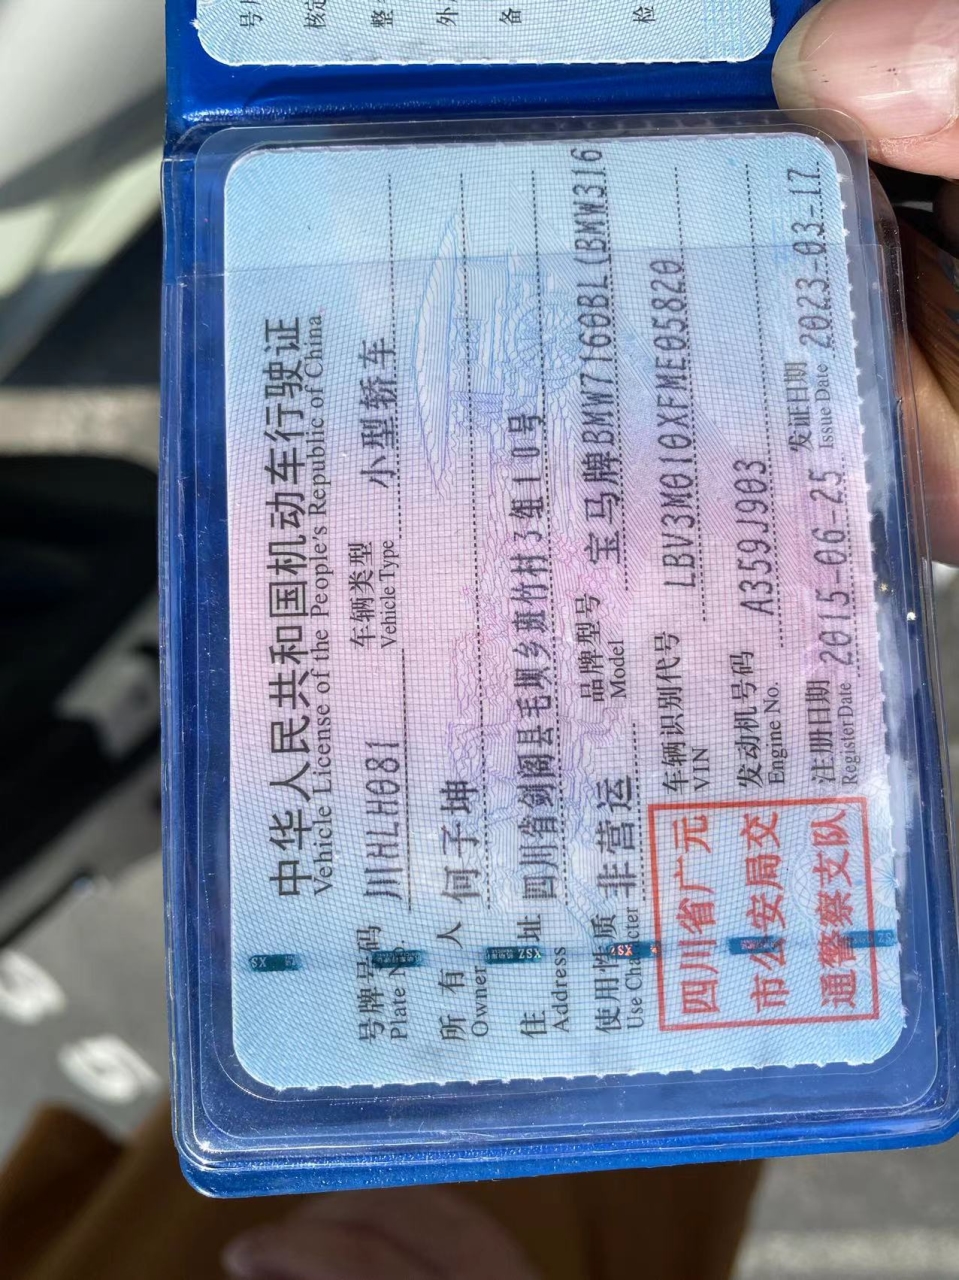 中华人民共和国机动车行驶证
Vehicle License of the People's Republic of China
号牌号码 川HLH081 车辆类型 小型轿车
Plate No. Vehicle Type
所有人 何子坤
Owner
住址 四川省剑阁县毛坝乡班竹村3组10号
Address
使用性质 非营运 品牌型号 宝马牌BMW7160BL(BMW316
Use Character Model
四川省广元
市公安局交
通警察支队
车辆识别代号 LBV3M010XFME05820
VIN
发动机号码 A359J903
Engine No.
注册日期 2015-06-25 发证日期 2023-03-17
Register Date Issue Date